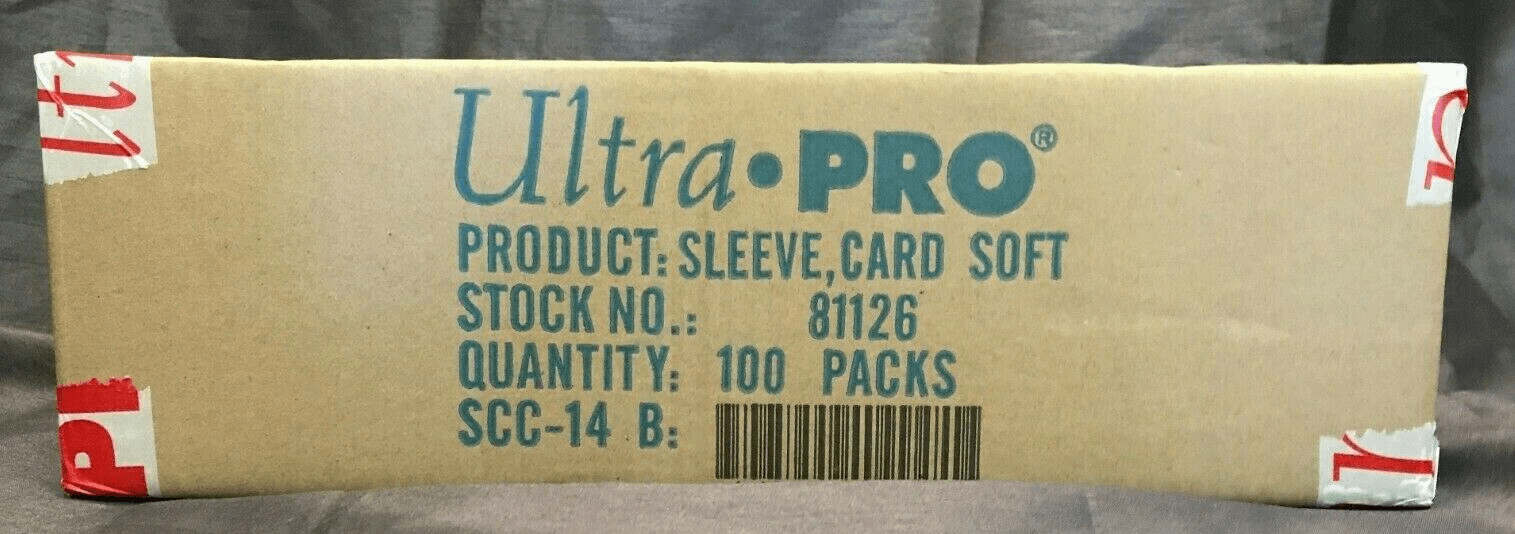 Ultra•PRO®
PRODUCT: SLEEVE, CARD SOFT
STOCK NO.: 81126
QUANTITY: 100 PACKS
SCC-14 B: